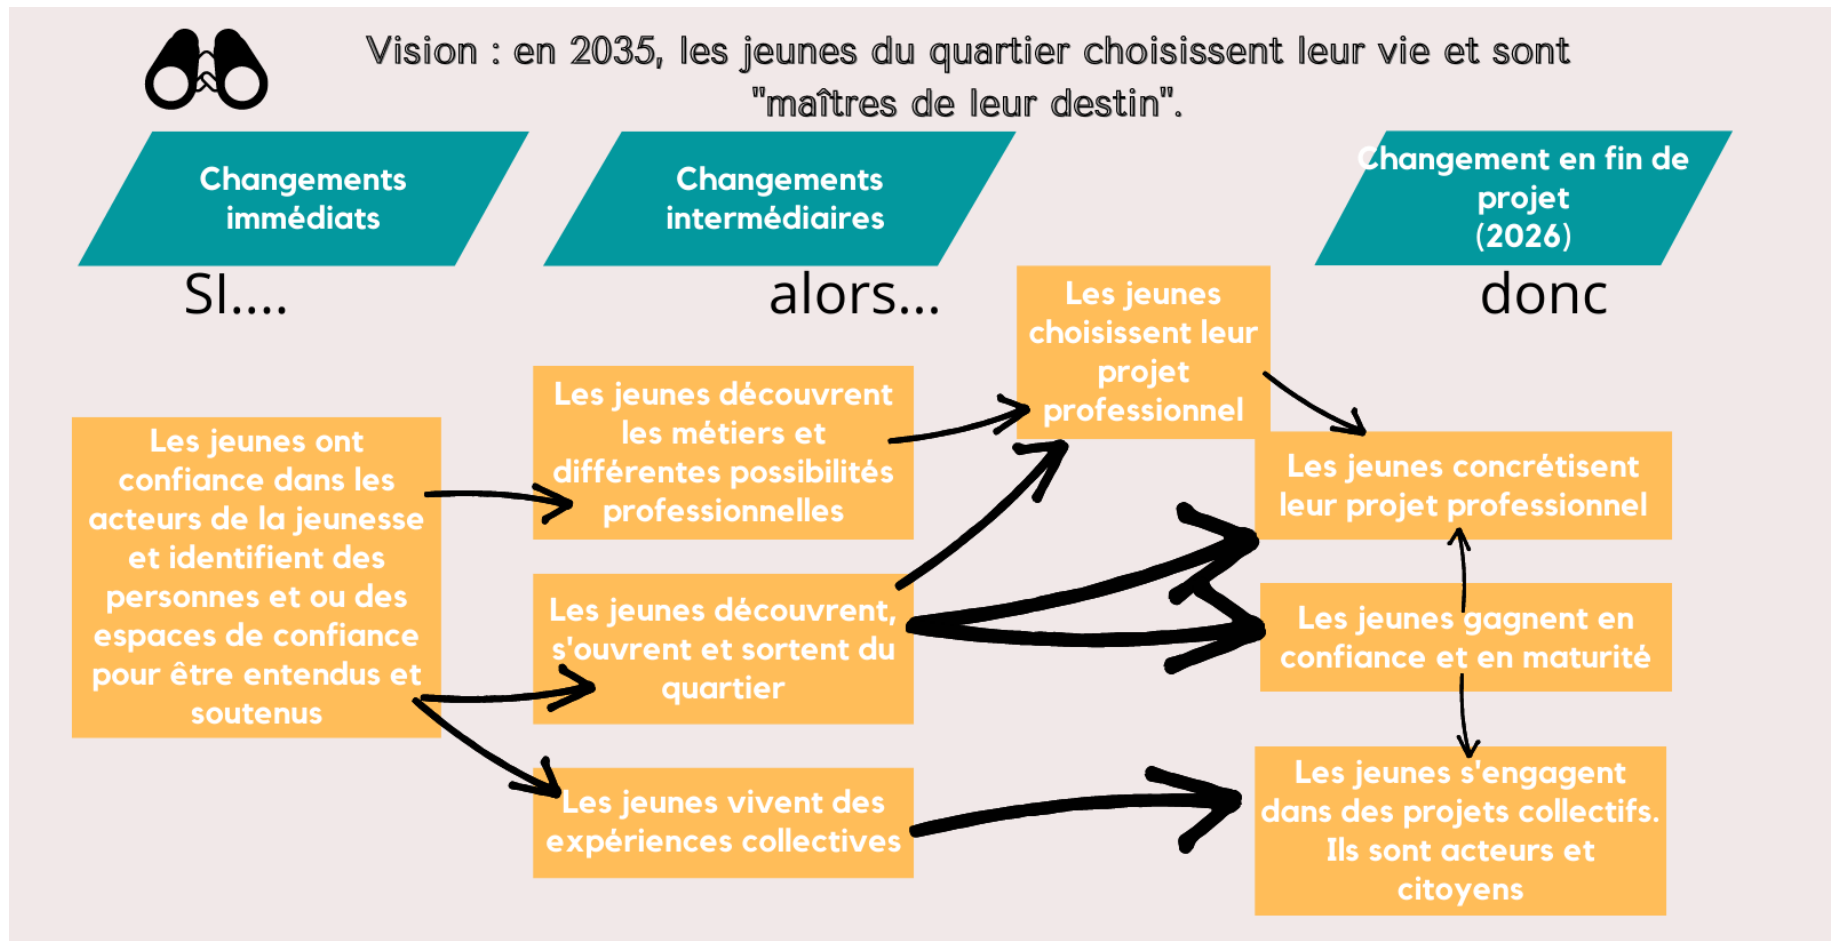 Vision : en 2035, les jeunes du quartier choisissent leur vie et sont
"maîtres de leur destin".
Changements
immédiats
Changements
intermédiaires
Changement en fin de
projet
(2026)
SI....
alors...
donc
Les jeunes ont
confiance dans les
acteurs de la jeunesse
et identifient des
personnes et ou des
espaces de confiance
pour être entendus et
soutenus
Les jeunes découvrent
les métiers et
différentes possibilités
professionnelles
Les jeunes découvrent,
s'ouvrent et sortent du
quartier
Les jeunes vivent des
expériences collectives
Les jeunes
choisissent leur
projet
professionnel
Les jeunes concrétisent
leur projet professionnel
Les jeunes gagnent en
confiance et en maturité
Les jeunes s'engagent
dans des projets collectifs.
Ils sont acteurs et
citoyens